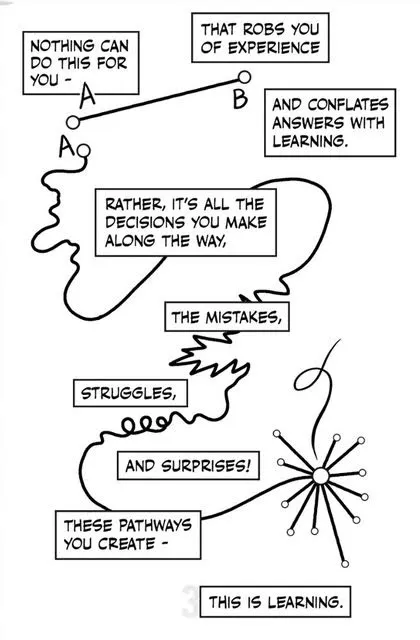 NOTHING CAN
DO THIS FOR
YOU -
THAT ROBS YOU
OF EXPERIENCE
A
B
AND CONFLATES
ANSWERS WITH
LEARNING.
A
RATHER, IT'S ALL THE
DECISIONS YOU MAKE
ALONG THE WAY,
THE MISTAKES,
STRUGGLES,
AND SURPRISES!
THESE PATHWAYS
YOU CREATE -
THIS IS LEARNING.